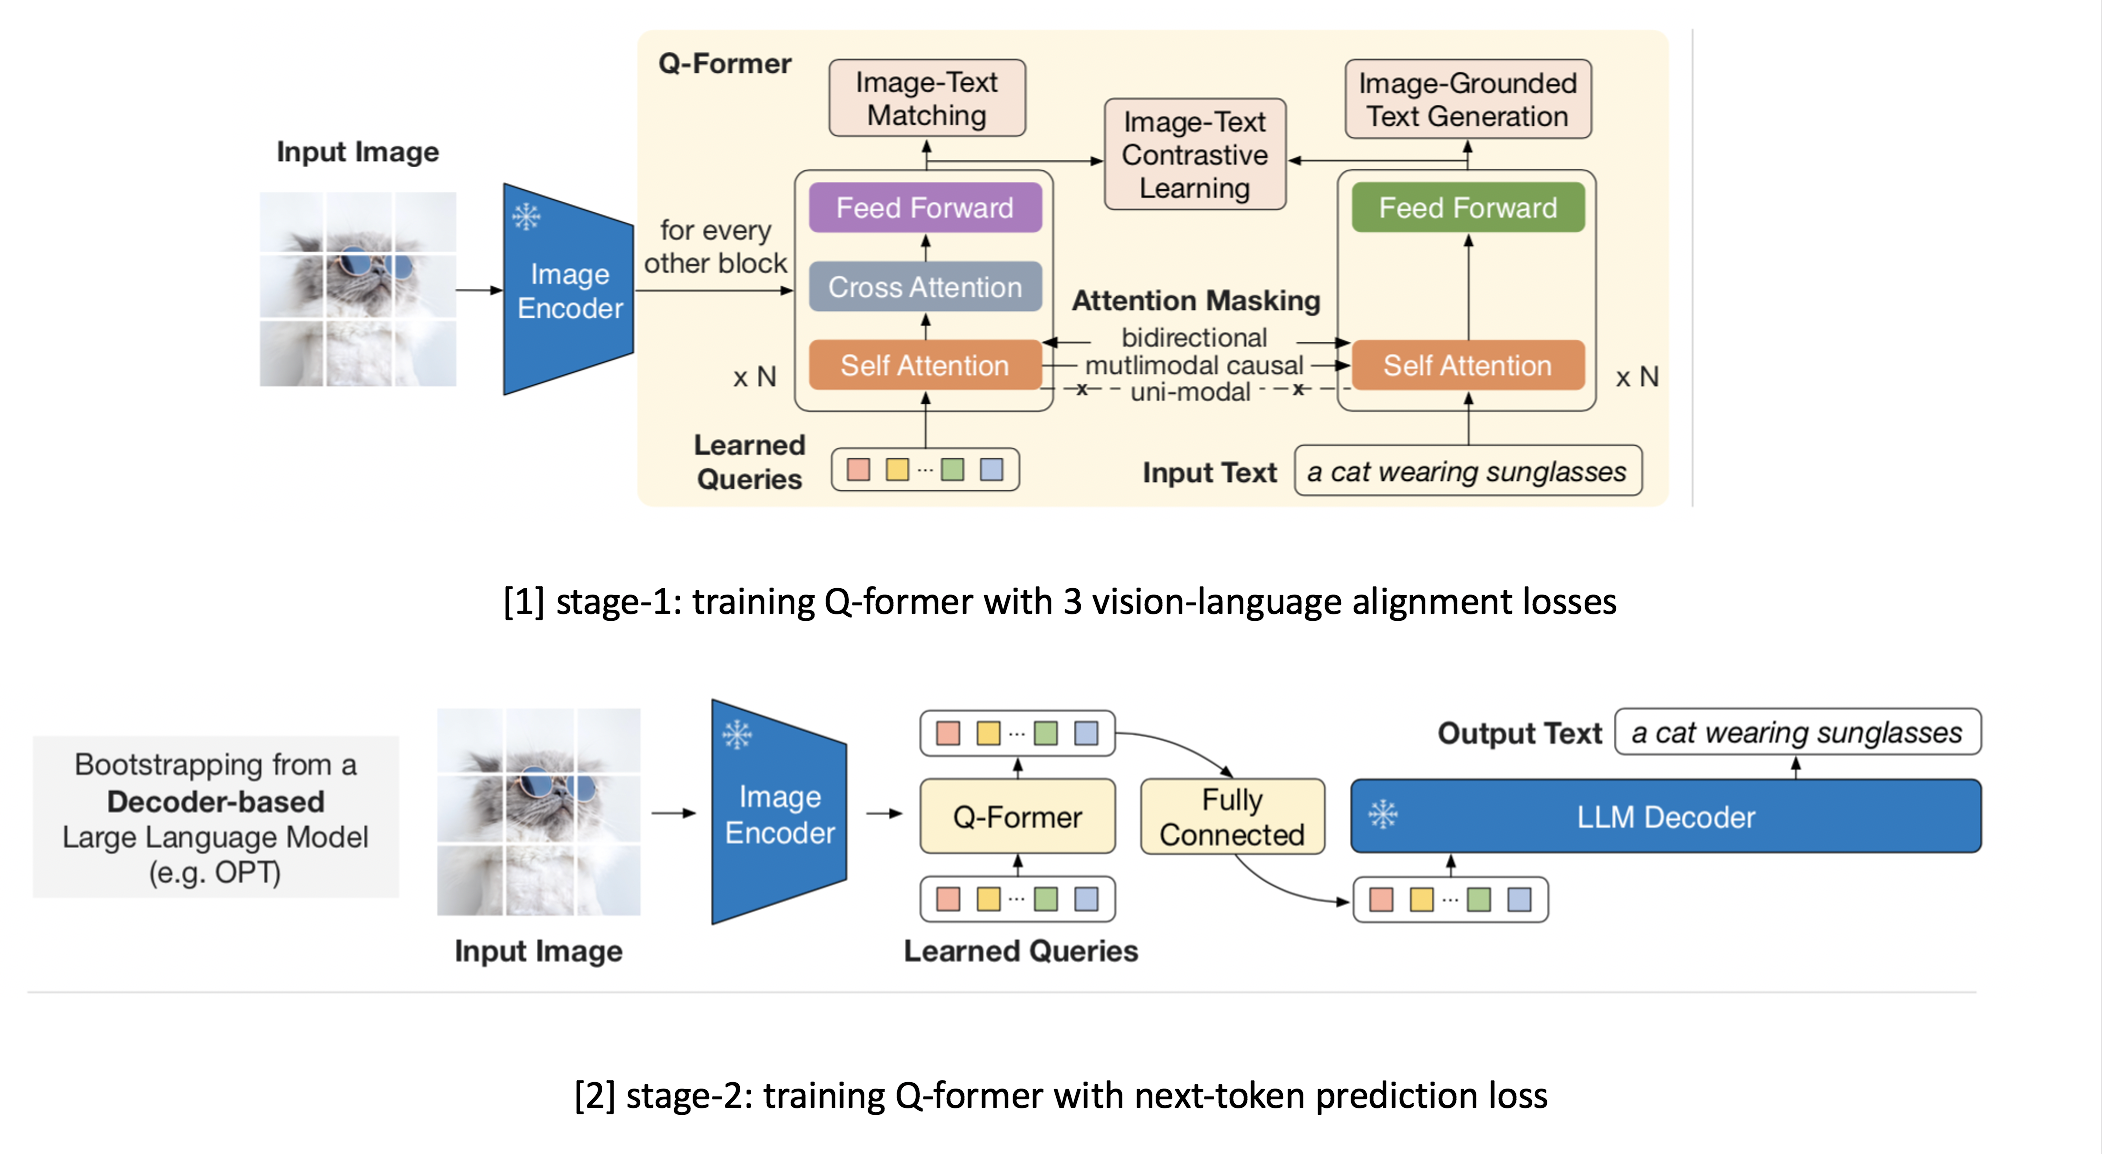 Q-Former
Image-Text
Matching
Image-Text
Contrastive
Learning
Image-Grounded
Text Generation
Input Image
Image
Encoder
for every
other block
Feed Forward
Cross Attention
Self Attention
x N
Attention Masking
bidirectional
mutlimodal causal
x uni-modal x
Feed Forward
Self Attention
x N
Learned
Queries
...
Input Text
a cat wearing sunglasses
[1] stage-1: training Q-former with 3 vision-language alignment losses
Bootstrapping from a
Decoder-based
Large Language Model
(e.g. OPT)
Input Image
Image
Encoder
...
Q-Former
...
Learned Queries
Fully
Connected
Output Text
a cat wearing sunglasses
LLM Decoder
...
[2] stage-2: training Q-former with next-token prediction loss